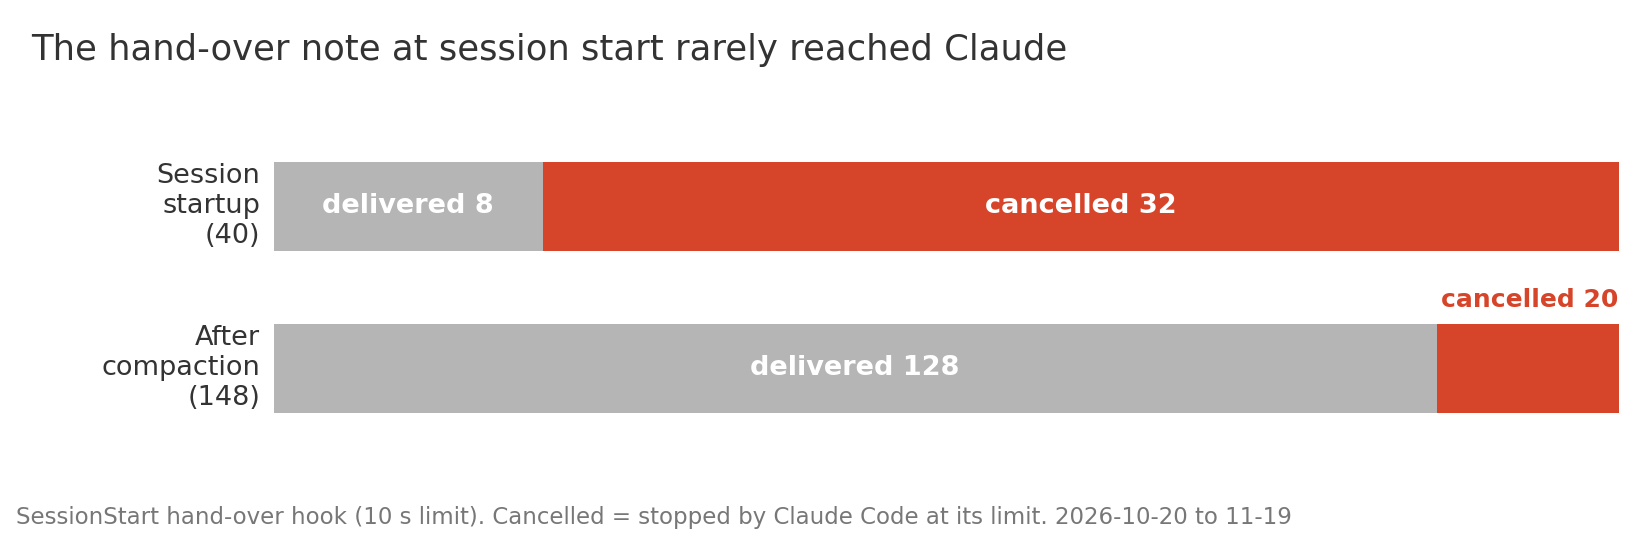 The hand-over note at session start rarely reached Claude
Session
startup
(40)
delivered 8
cancelled 32
cancelled 20
After
compaction
(148)
delivered 128
SessionStart hand-over hook (10 s limit). Cancelled = stopped by Claude Code at its limit. 2026-10-20 to 11-19